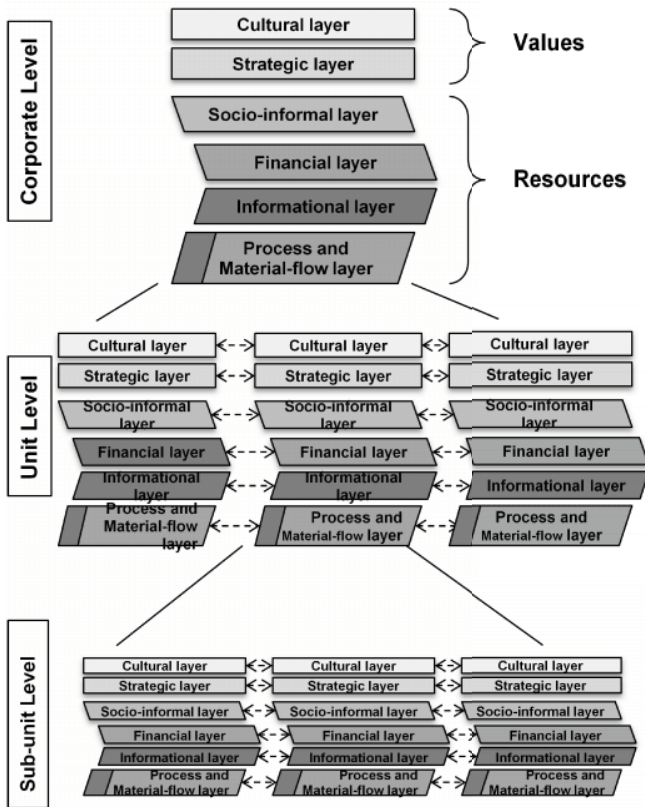 Corporate Level
Cultural layer
Strategic layer
Values
Socio-informal layer
Financial layer
Informational layer
Process and
Material-flow layer
Resources
Unit Level
Cultural layer
Cultural layer
Cultural layer
Strategic layer
Strategic layer
Strategic layer
Socio-informal
layer
Socio-informal
layer
Socio-informal
layer
Financial layer
Financial layer
Financial layer
Informational
layer
Informational
layer
Informational layer
Process and
Material-flow
layer
Process and
Material-flow layer
Process and
Material-flow layer
Sub-unit Level
Cultural layer
Cultural layer
Cultural layer
Strategic layer
Strategic layer
Strategic layer
Socio-informal layer
Socio-informal layer
Socio-informal layer
Financial layer
Financial layer
Financial layer
Informational layer
Informational layer
Informational layer
Process and
Material-flow layer
Process and
Material-flow layer
Process and
Material-flow layer